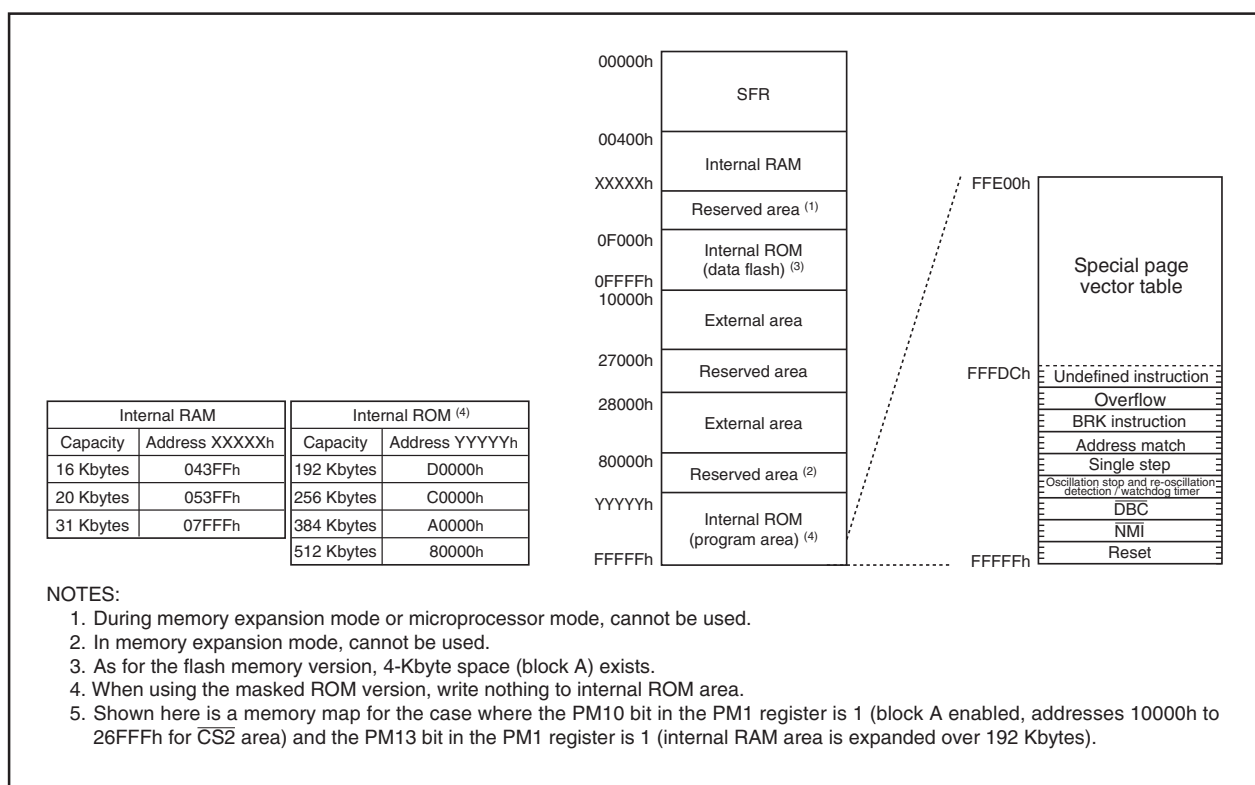 00000h
SFR
00400h
Internal RAM
XXXXXh
Reserved area (1)
0F000h
Internal ROM
(data flash) (3)
0FFFFh
10000h
External area
27000h
Reserved area
28000h
External area
80000h
Reserved area (2)
YYYYYh
Internal ROM
(program area) (4)
FFFFFh
FFE00h
Special page
vector table
FFFDCh
Undefined instruction
Overflow
BRK instruction
Address match
Single step
Oscillation stop and re-oscillation
detection / watchdog timer
DBC
NMI
Reset
FFFFFh
Internal RAM
Capacity Address XXXXXh
16 Kbytes 043FFh
20 Kbytes 053FFh
31 Kbytes 07FFFh
Internal ROM (4)
Capacity Address YYYYYh
192 Kbytes D0000h
256 Kbytes C0000h
384 Kbytes A0000h
512 Kbytes 80000h
NOTES:
1. During memory expansion mode or microprocessor mode, cannot be used.
2. In memory expansion mode, cannot be used.
3. As for the flash memory version, 4-Kbyte space (block A) exists.
4. When using the masked ROM version, write nothing to internal ROM area.
5. Shown here is a memory map for the case where the PM10 bit in the PM1 register is 1 (block A enabled, addresses 10000h to
26FFFh for CS2 area) and the PM13 bit in the PM1 register is 1 (internal RAM area is expanded over 192 Kbytes).